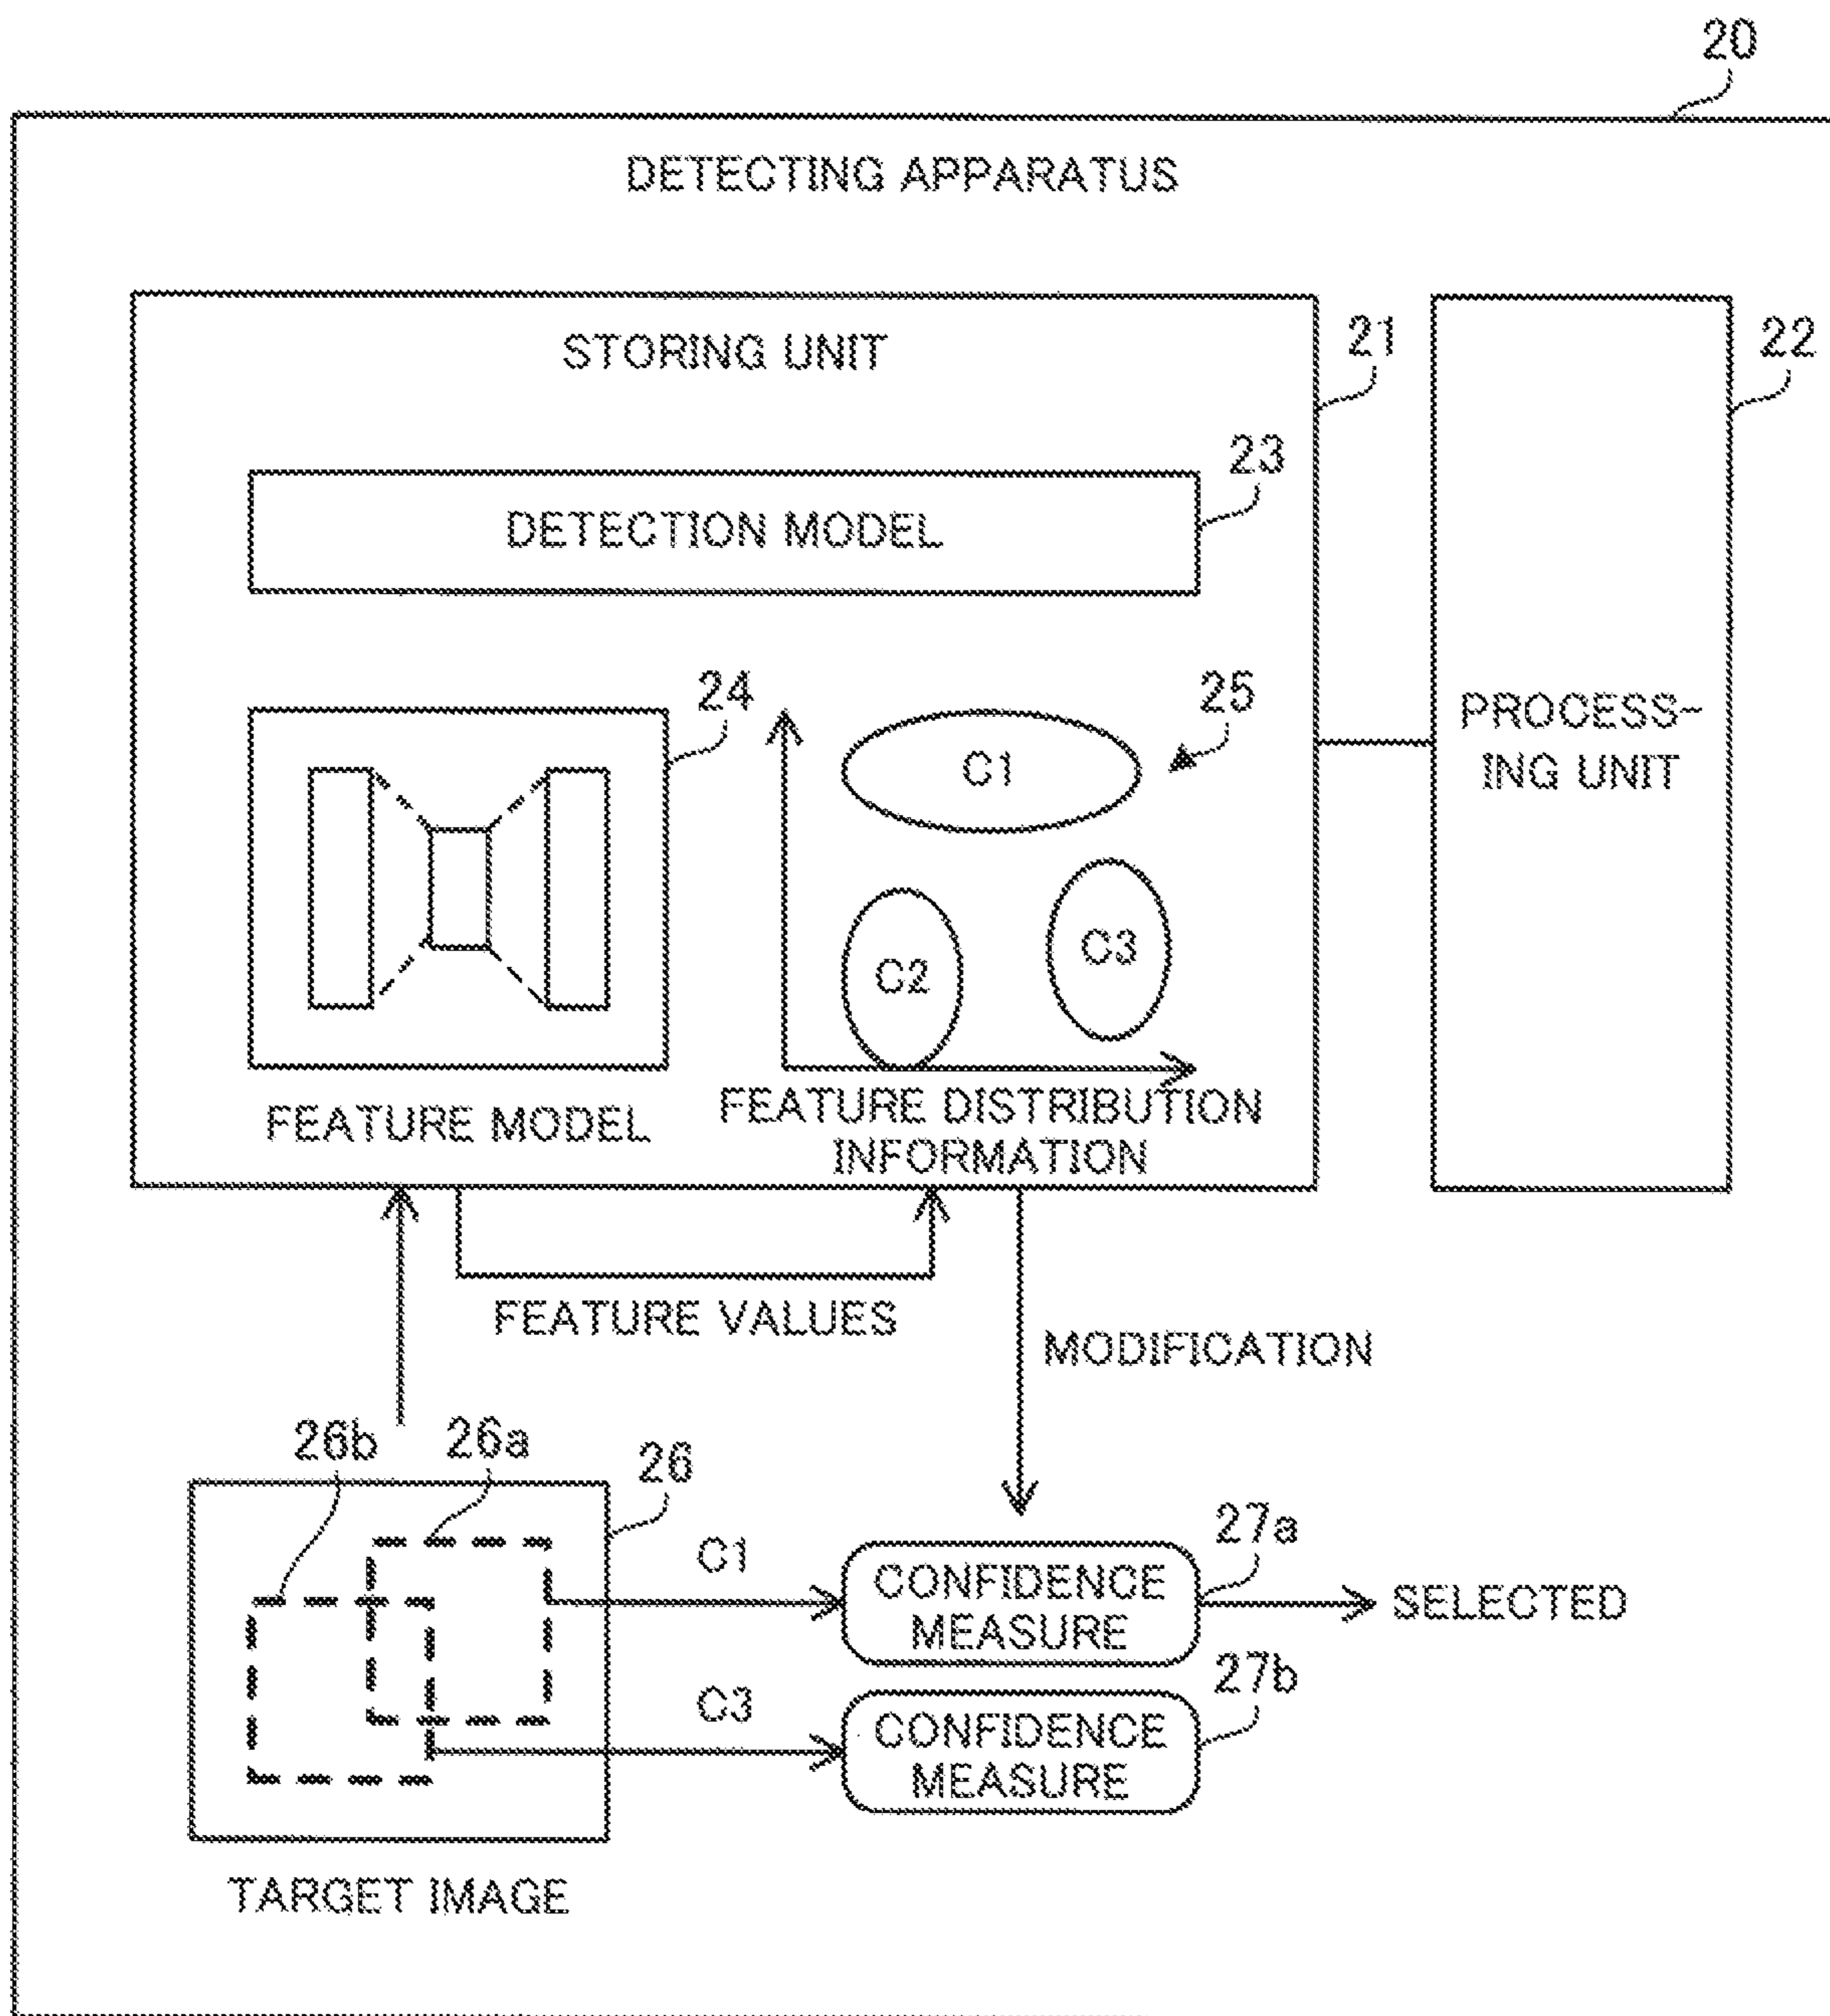 20
DETECTING APPARATUS
STORING UNIT
21
22
23
DETECTION MODEL
24
25
C1
C2
C3
PROCESS-
ING UNIT
FEATURE MODEL
FEATURE DISTRIBUTION
INFORMATION
FEATURE VALUES
MODIFICATION
26b
26a
26
C1
27a
CONFIDENCE
MEASURE
SELECTED
C3
27b
CONFIDENCE
MEASURE
TARGET IMAGE